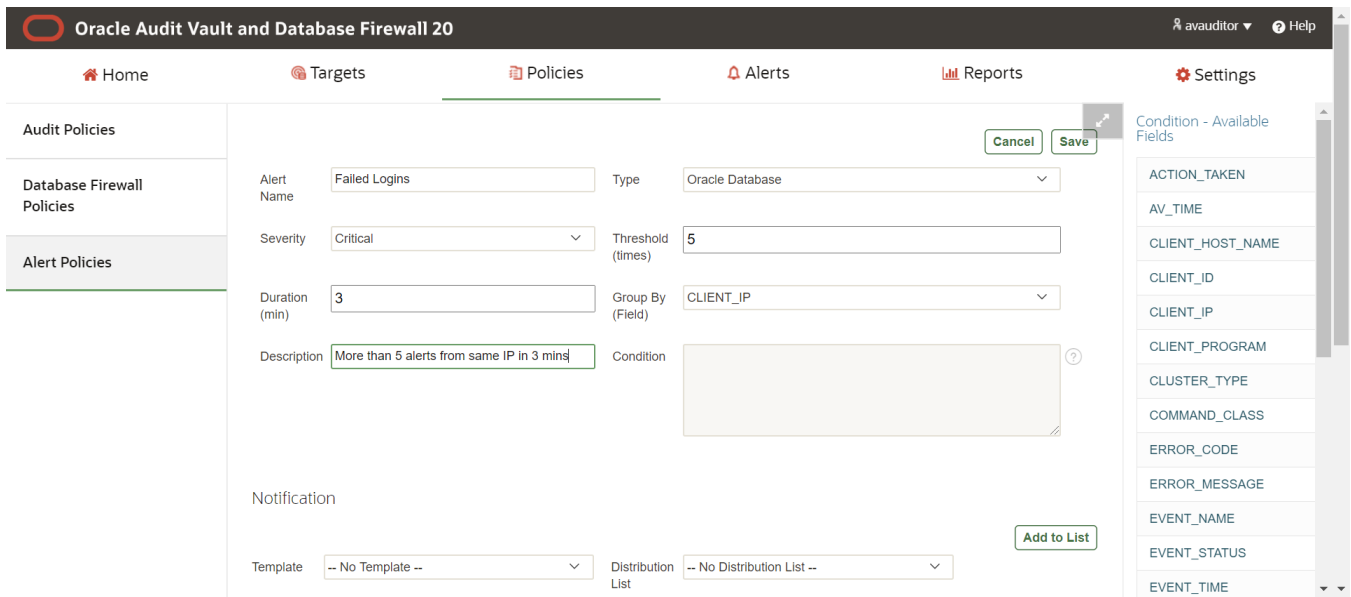 Oracle Audit Vault and Database Firewall 20
avauditor
Help
Home
Targets
Policies
Alerts
Reports
Settings
Audit Policies
Database Firewall
Policies
Alert Policies
Cancel
Save
Alert
Name
Failed Logins
Type
Oracle Database
Severity
Critical
Threshold
(times)
5
Duration
(min)
3
Group By
(Field)
CLIENT_IP
Description
More than 5 alerts from same IP in 3 mins
Condition
?
Notification
Add to List
Template
-- No Template --
Distribution
List
-- No Distribution List --
Condition - Available
Fields
ACTION_TAKEN
AV_TIME
CLIENT_HOST_NAME
CLIENT_ID
CLIENT_IP
CLIENT_PROGRAM
CLUSTER_TYPE
COMMAND_CLASS
ERROR_CODE
ERROR_MESSAGE
EVENT_NAME
EVENT_STATUS
EVENT_TIME